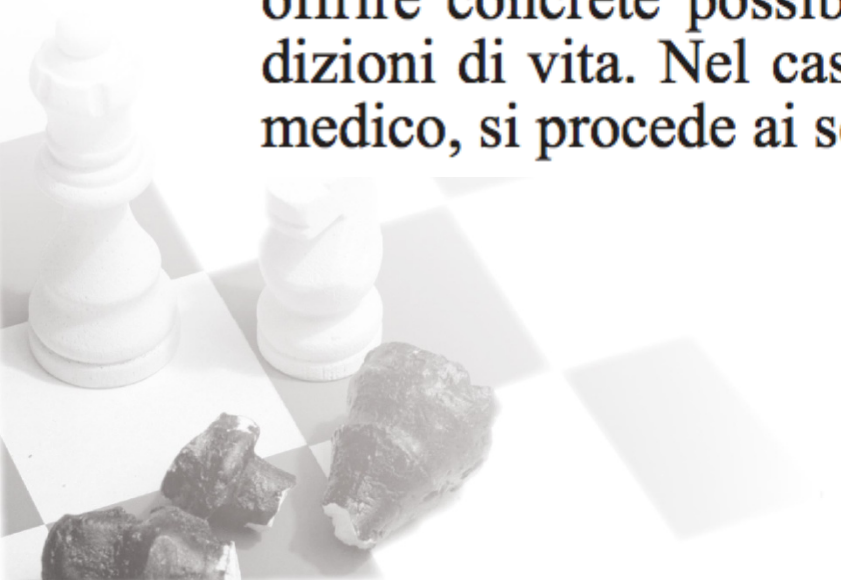 offrire concrete possib
dizioni di vita. Nel cas
medico, si procede ai s